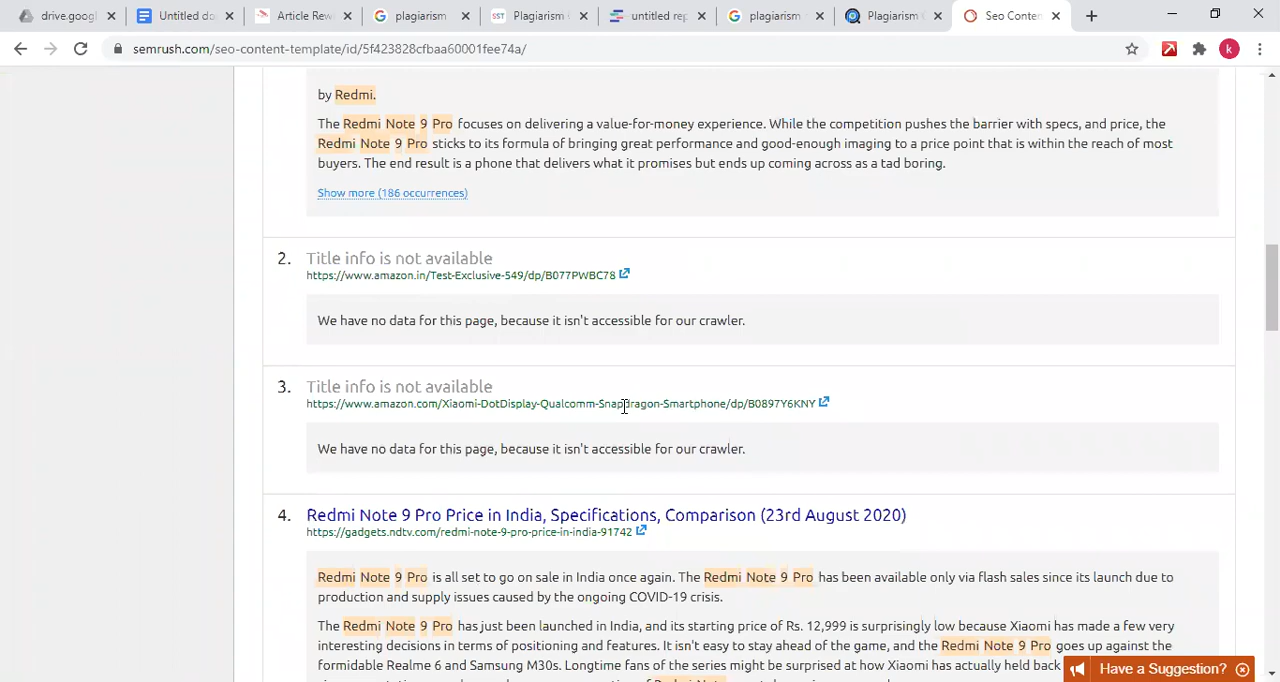 drive.googl
Untitled do
Article Rew
plagiarism
Plagiarism C
untitled rep
plagiarism
Plagiarism C
Seo Conten
semrush.com/seo-content-template/id/5f423828cfbaa60001fee74a/
by Redmi.
The Redmi Note 9 Pro focuses on delivering a value-for-money experience. While the competition pushes the barrier with specs, and price, the
Redmi Note 9 Pro sticks to its formula of bringing great performance and good-enough imaging to a price point that is within the reach of most
buyers. The end result is a phone that delivers what it promises but ends up coming across as a tad boring.
Show more (186 occurrences)
2. Title info is not available
https://www.amazon.in/Test-Exclusive-549/dp/B077PWBC78
We have no data for this page, because it isn't accessible for our crawler.
3. Title info is not available
https://www.amazon.com/Xiaomi-DotDisplay-Qualcomm-Snapdragon-Smartphone/dp/B0897Y6KNY
We have no data for this page, because it isn't accessible for our crawler.
4. Redmi Note 9 Pro Price in India, Specifications, Comparison (23rd August 2020)
https://gadgets.ndtv.com/redmi-note-9-pro-price-in-india-91742
Redmi Note 9 Pro is all set to go on sale in India once again. The Redmi Note 9 Pro has been available only via flash sales since its launch due to
production and supply issues caused by the ongoing COVID-19 crisis.
The Redmi Note 9 Pro has just been launched in India, and its starting price of Rs. 12,999 is surprisingly low because Xiaomi has made a few very
interesting decisions in terms of positioning and features. It isn't easy to stay ahead of the game, and the Redmi Note 9 Pro goes up against the
formidable Realme 6 and Samsung M30s. Longtime fans of the series might be surprised at how Xiaomi has actually held back
Have a Suggestion?